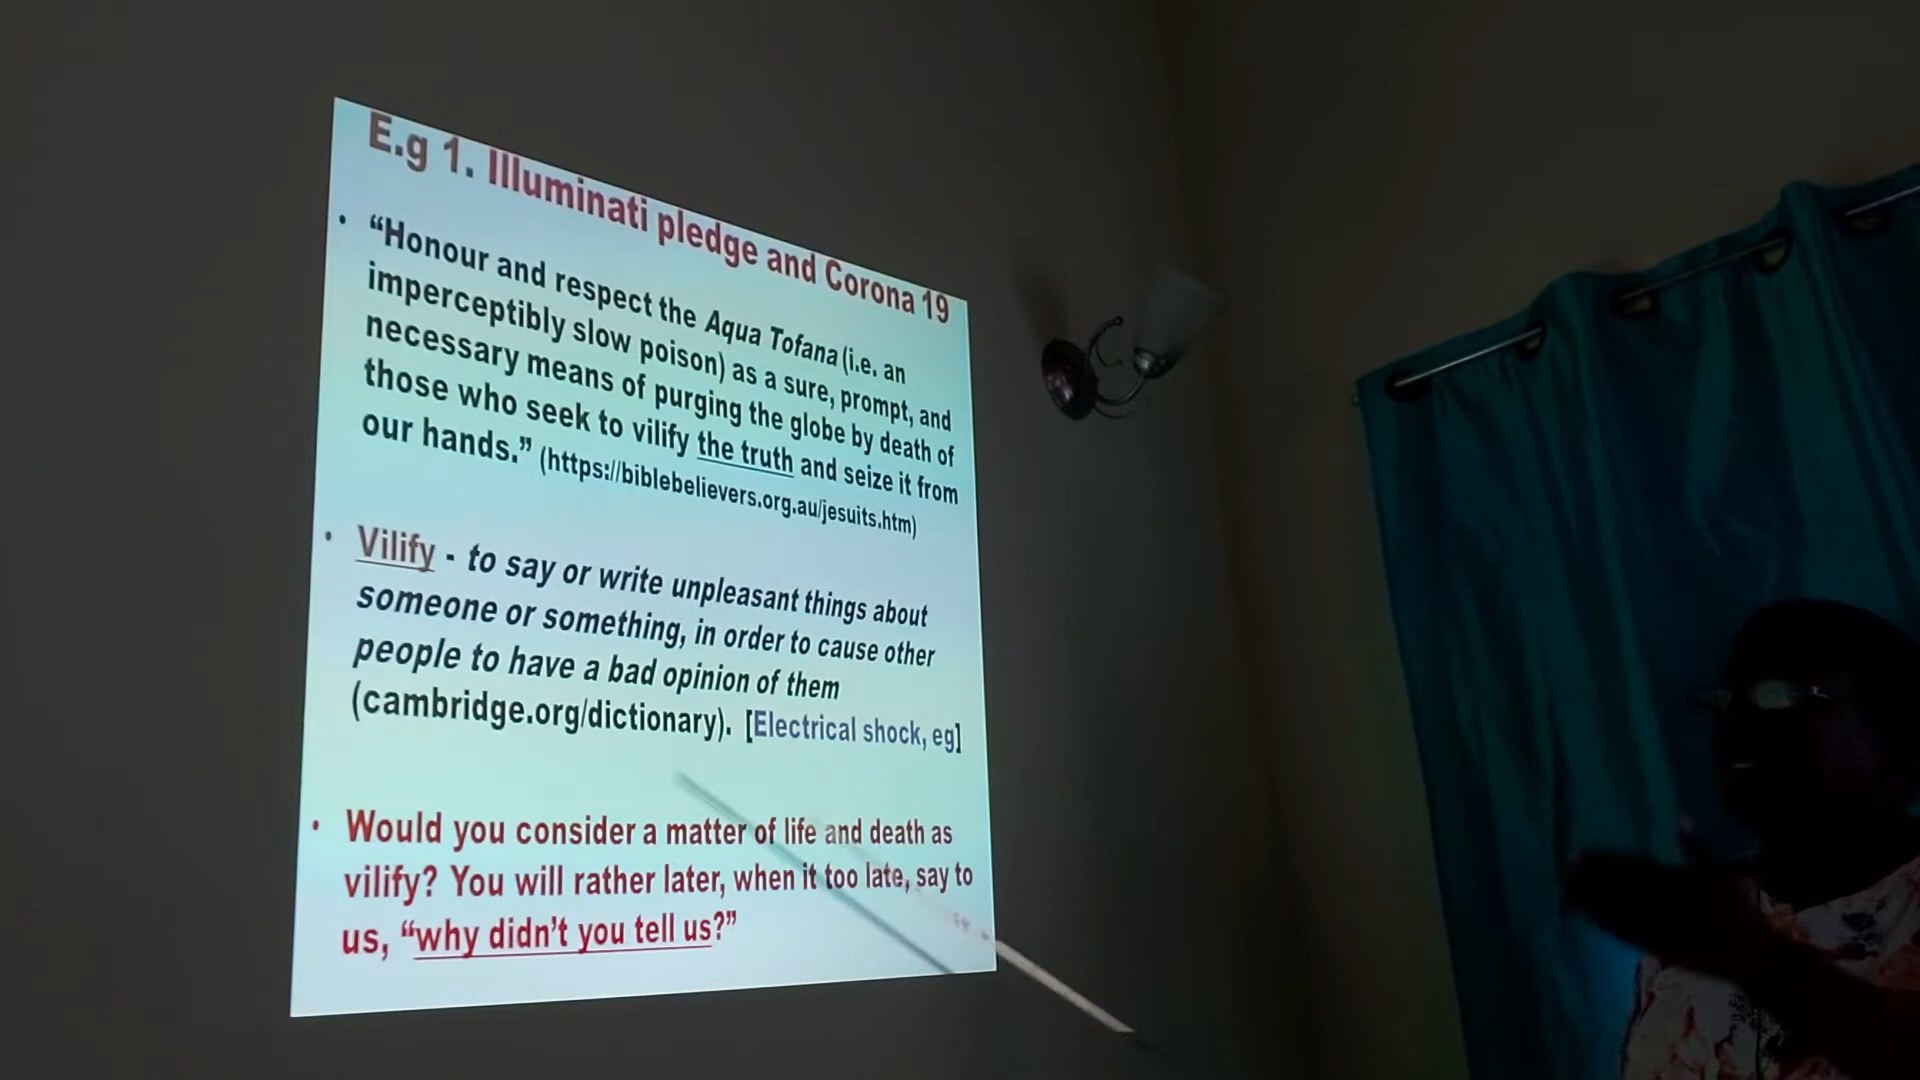 E.g 1. Illuminati pledge and Corona 19
• “Honour and respect the Aqua Tofana (i.e. an
imperceptibly slow poison) as a sure, prompt, and
necessary means of purging the globe by death of
those who seek to vilify the truth and seize it from
our hands.” (https://biblebelievers.org.au/jesuits.htm)
• Vilify - to say or write unpleasant things about
someone or something, in order to cause other
people to have a bad opinion of them
(cambridge.org/dictionary). [Electrical shock, eg]
• Would you consider a matter of life and death as
vilify? You will rather later, when it too late, say to
us, “why didn’t you tell us?”